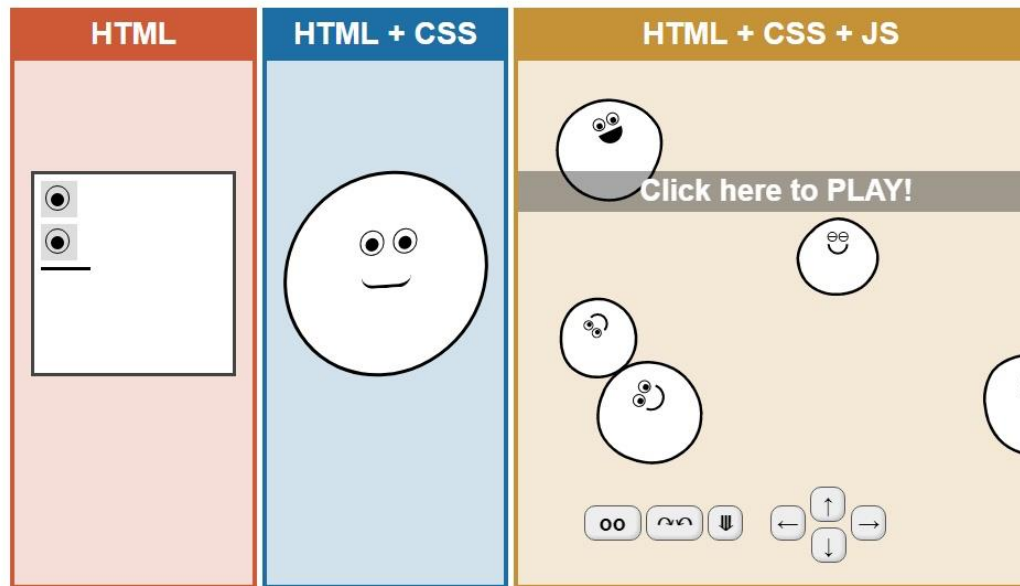 HTML
HTML + CSS
HTML + CSS + JS
Click here to PLAY!
oo